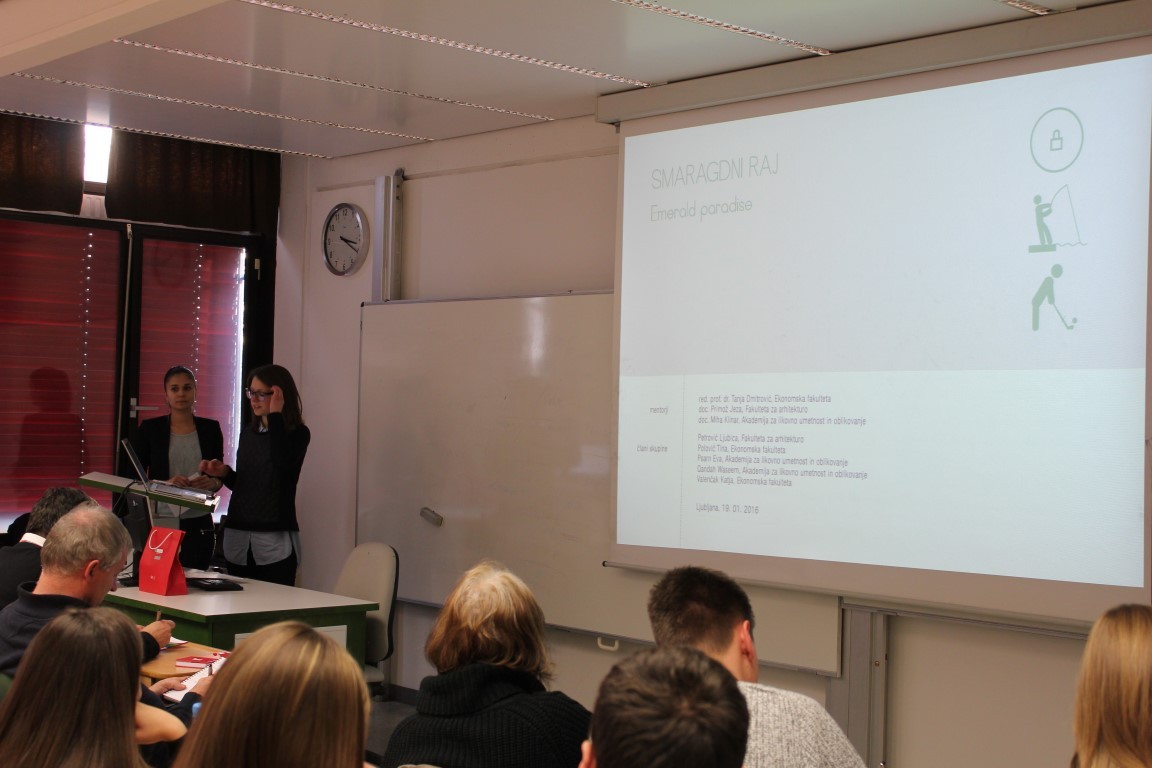 SMARAGDNI RAJ
Emerald paradise
mentorji
red. prof. dr. Tanja Dmitrović, Ekonomska fakulteta
doc. Primož Jeza, Fakulteta za arhitekturo
doc. Miha Klinar, Akademija za likovno umetnost in oblikovanje
člani skupine
Petrovič Ljubica, Fakulteta za arhitekturo
Polovič Tina, Ekonomska fakulteta
Psarn Eva, Akademija za likovno umetnost in oblikovanje
Qundah Waseem, Akademija za likovno umetnost in oblikovanje
Valenčak Katja, Ekonomska fakulteta
Ljubljana, 19. 01. 2016